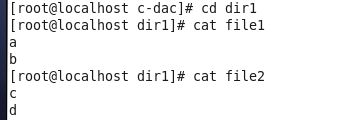 [root@localhost c-dac]# cd dir1
[root@localhost dir1]# cat file1
a
b
[root@localhost dir1]# cat file2
c
d